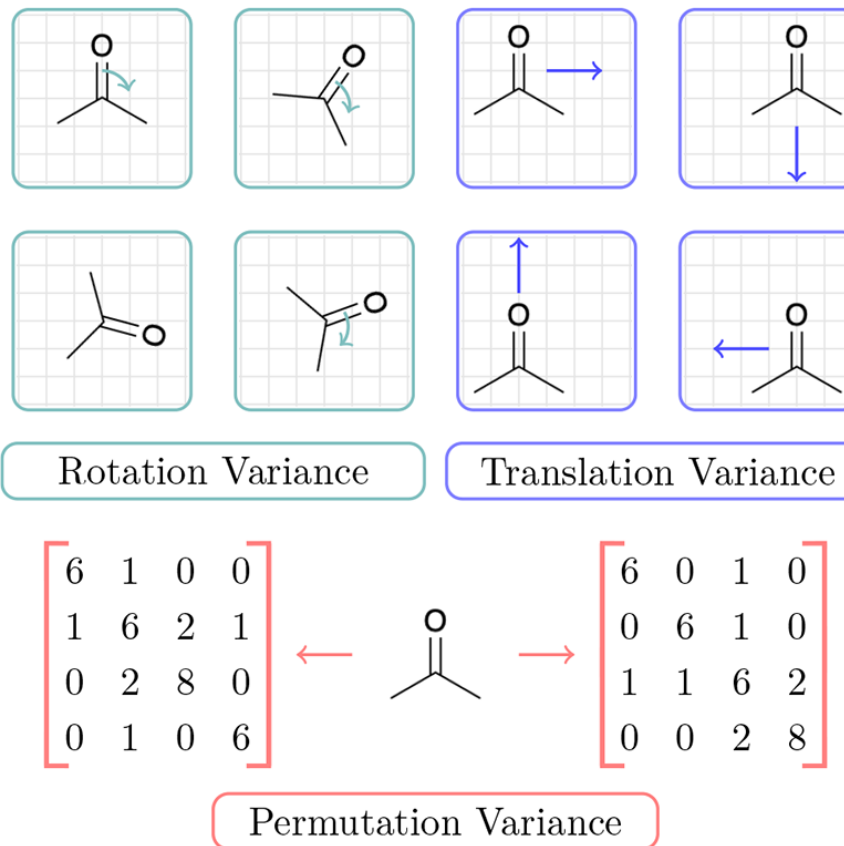 O O O O
O O O O
Rotation Variance Translation Variance
6 1 0 0
1 6 2 1
0 2 8 0
0 1 0 6
O
6 0 1 0
0 6 1 0
1 1 6 2
0 0 2 8
Permutation Variance